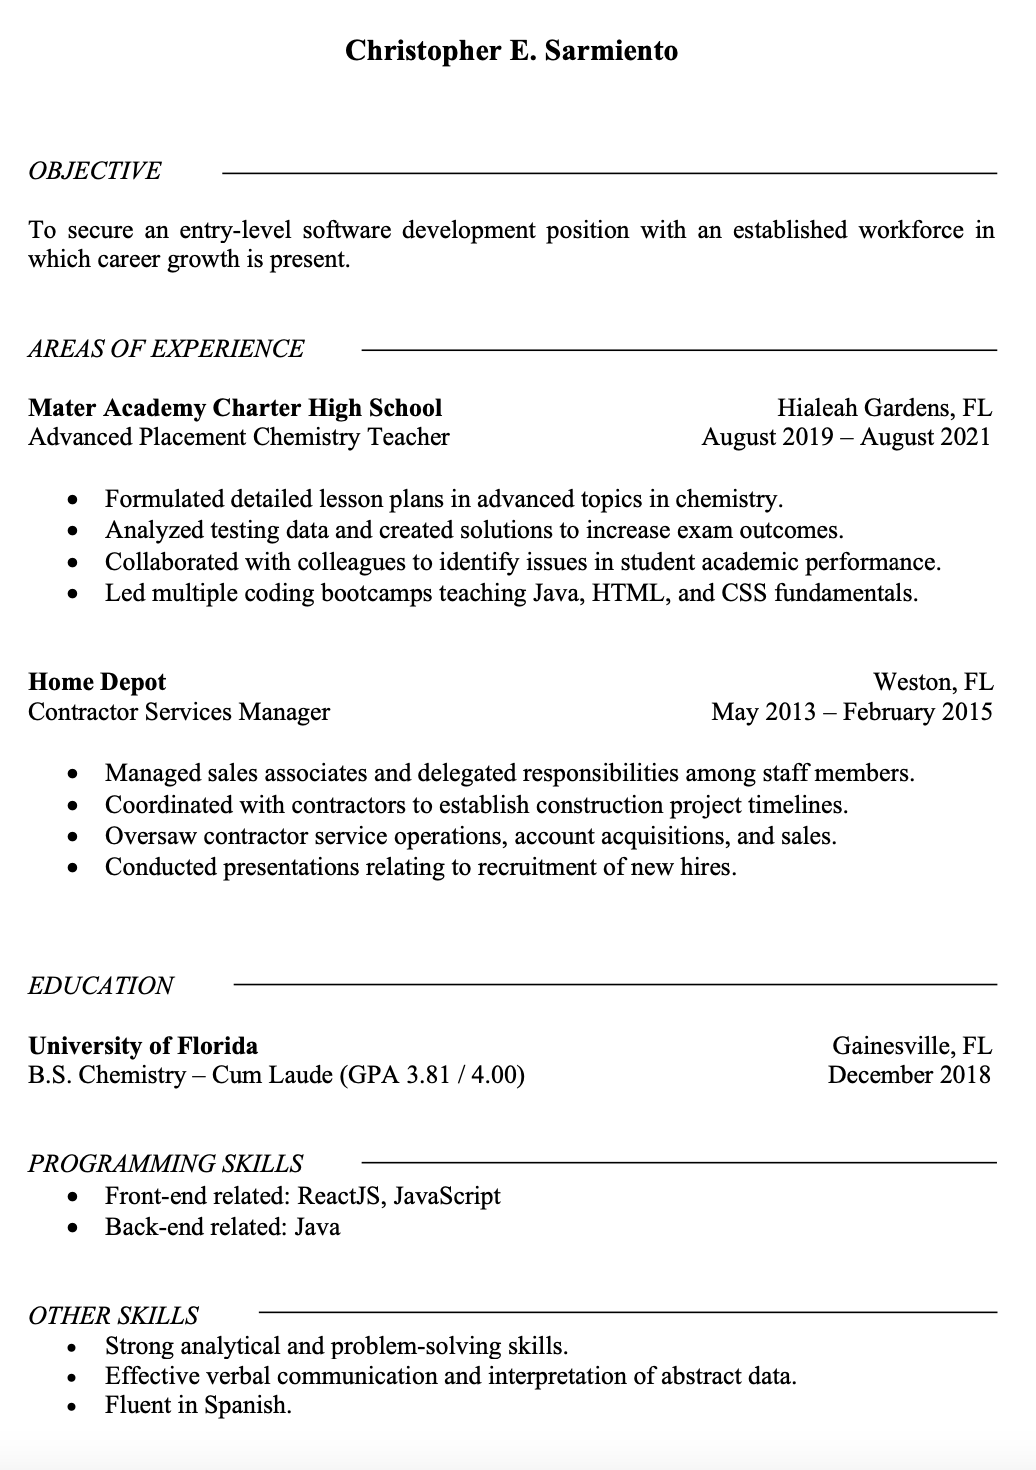 Christopher E. Sarmiento
OBJECTIVE
To secure an entry-level software development position with an established workforce in
which career growth is present.
AREAS OF EXPERIENCE
Mater Academy Charter High School Hialeah Gardens, FL
Advanced Placement Chemistry Teacher August 2019 – August 2021
• Formulated detailed lesson plans in advanced topics in chemistry.
• Analyzed testing data and created solutions to increase exam outcomes.
• Collaborated with colleagues to identify issues in student academic performance.
• Led multiple coding bootcamps teaching Java, HTML, and CSS fundamentals.
Home Depot Weston, FL
Contractor Services Manager May 2013 – February 2015
• Managed sales associates and delegated responsibilities among staff members.
• Coordinated with contractors to establish construction project timelines.
• Oversaw contractor service operations, account acquisitions, and sales.
• Conducted presentations relating to recruitment of new hires.
EDUCATION
University of Florida Gainesville, FL
B.S. Chemistry – Cum Laude (GPA 3.81 / 4.00) December 2018
PROGRAMMING SKILLS
• Front-end related: ReactJS, JavaScript
• Back-end related: Java
OTHER SKILLS
• Strong analytical and problem-solving skills.
• Effective verbal communication and interpretation of abstract data.
• Fluent in Spanish.